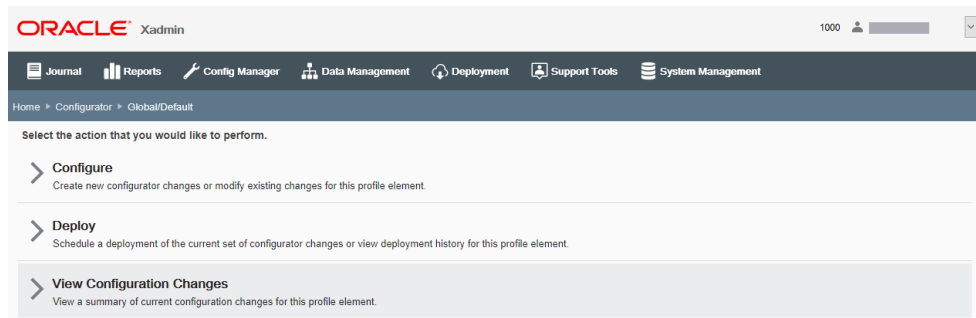 ORACLE® Xadmin 1000
Journal Reports Config Manager Data Management Deployment Support Tools System Management
Home ▸ Configurator ▸ Global/Default
Select the action that you would like to perform.
Configure
Create new configurator changes or modify existing changes for this profile element.
Deploy
Schedule a deployment of the current set of configurator changes or view deployment history for this profile element.
View Configuration Changes
View a summary of current configuration changes for this profile element.